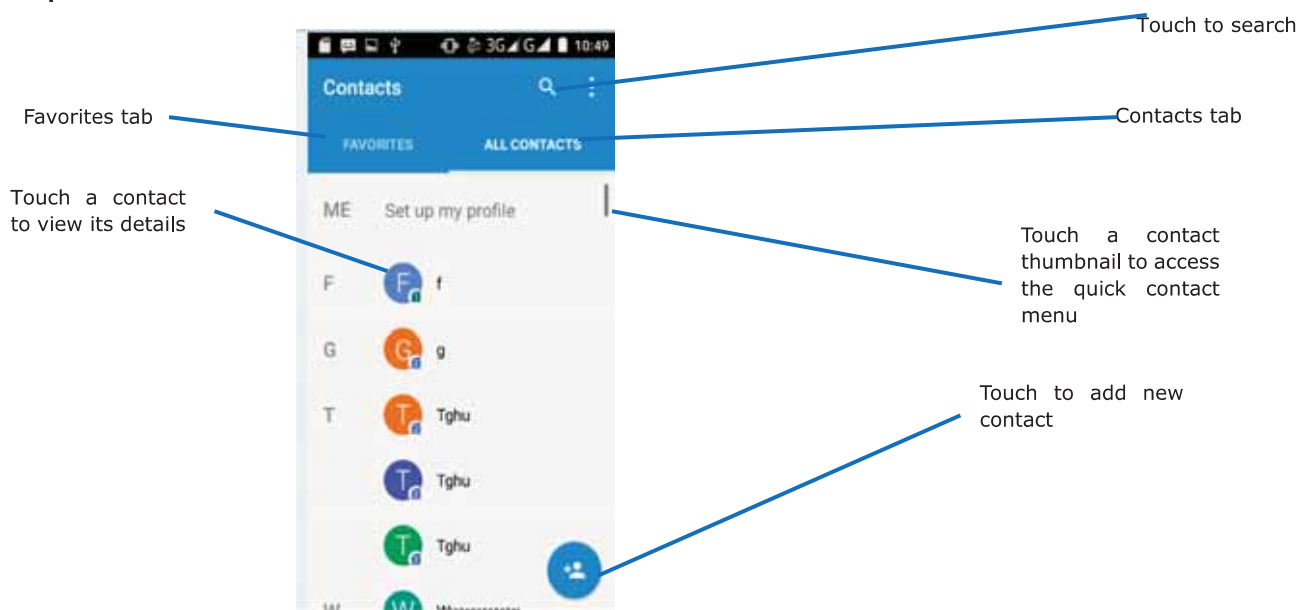 Touch to search
3G G 10:49
Contacts
Favorites tab
Contacts tab
FAVORITES ALL CONTACTS
Touch a contact
to view its details
ME Set up my profile
Touch a contact
thumbnail to access
the quick contact
menu
F F f
G G g
T T Tghu
Touch to add new
contact
T Tghu
T Tghu
W W